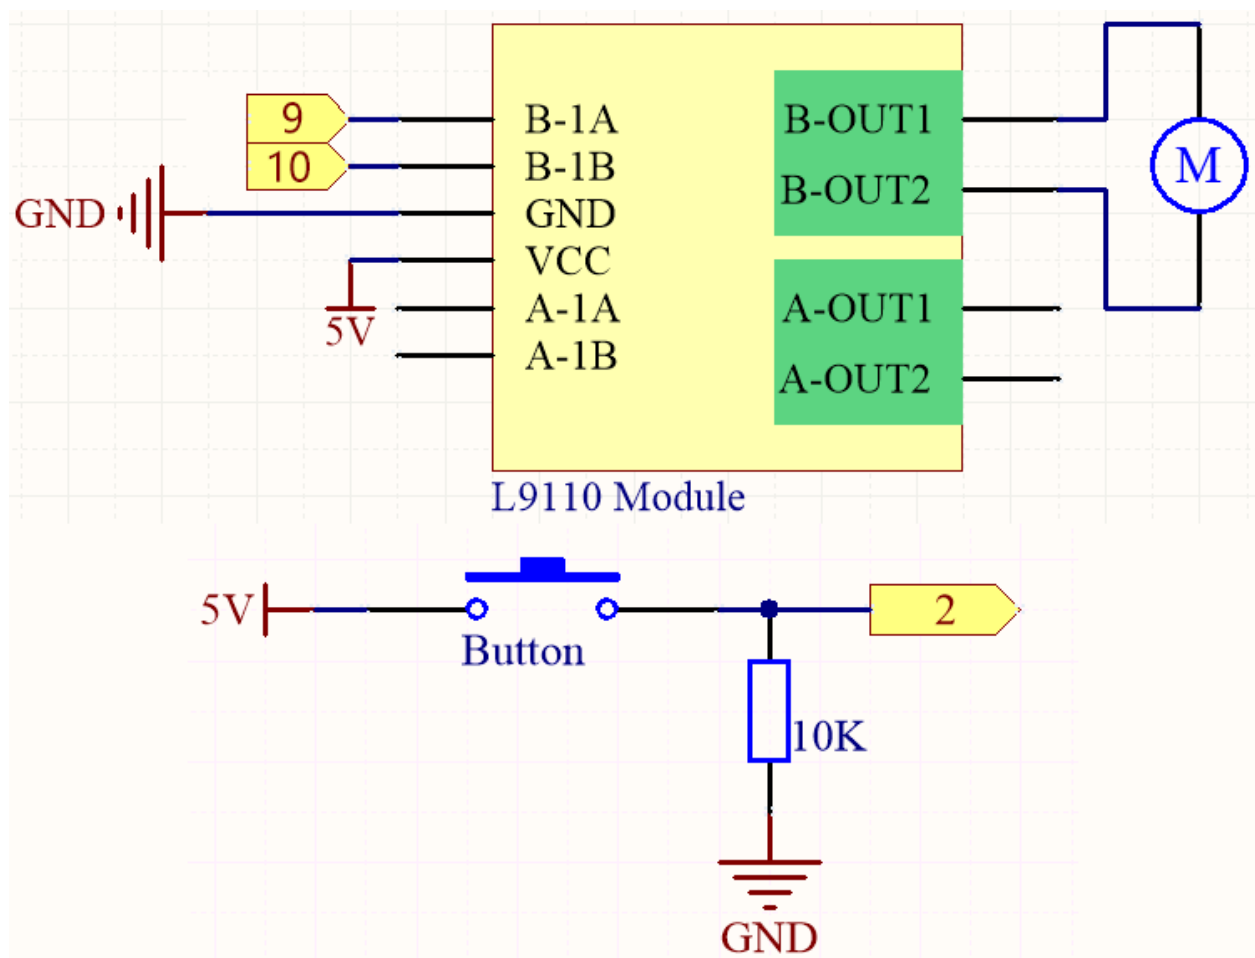 9
B-1A
B-OUT1
10
B-1B
M
B-OUT2
GND
GND
VCC
5V
A-1A
A-OUT1
A-1B
A-OUT2
L9110 Module
5V
2
Button
10K
GND